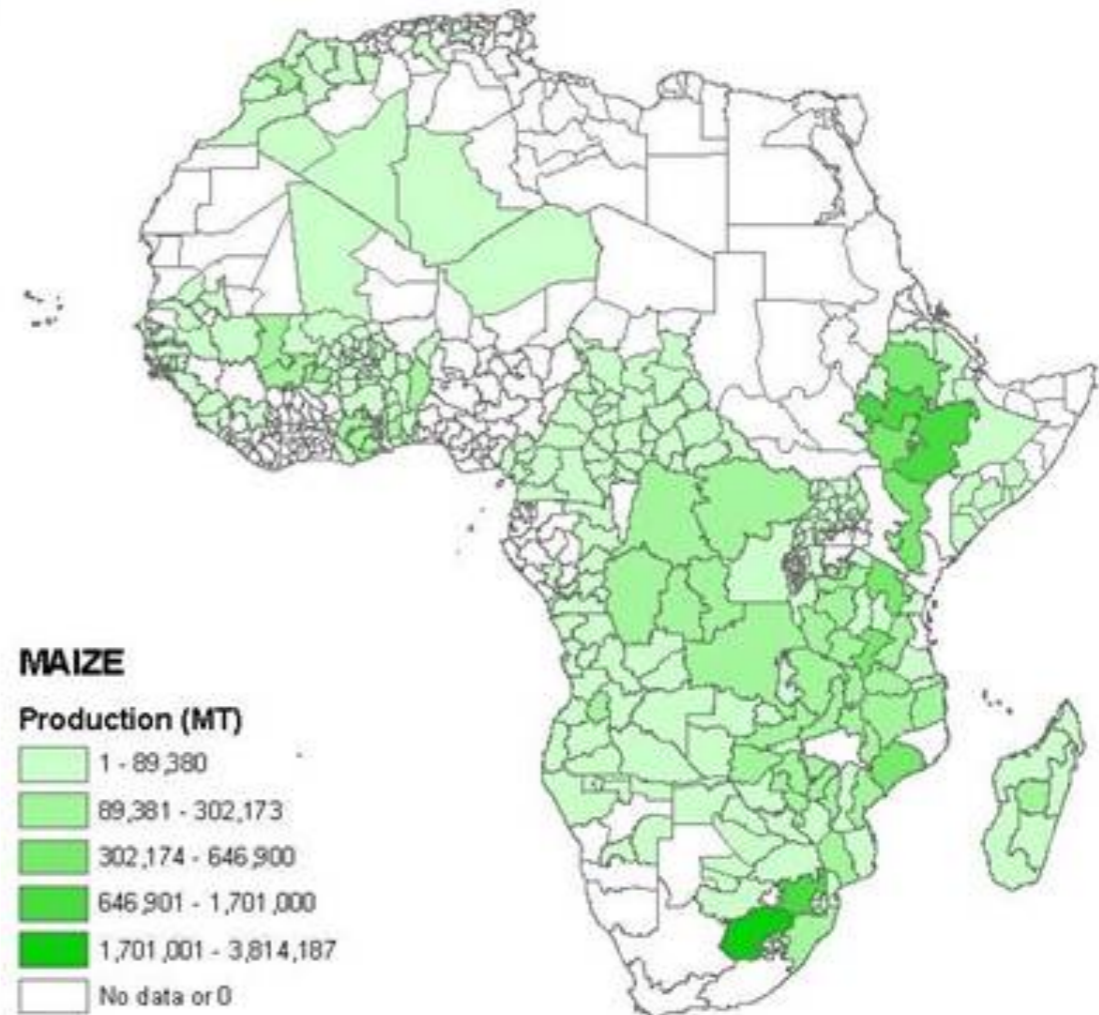 MAIZE
Production (MT)
1 - 89,380
89,381 - 302,173
302,174 - 646,900
646,901 - 1,701,000
1,701,001 - 3,814,187
No data or 0